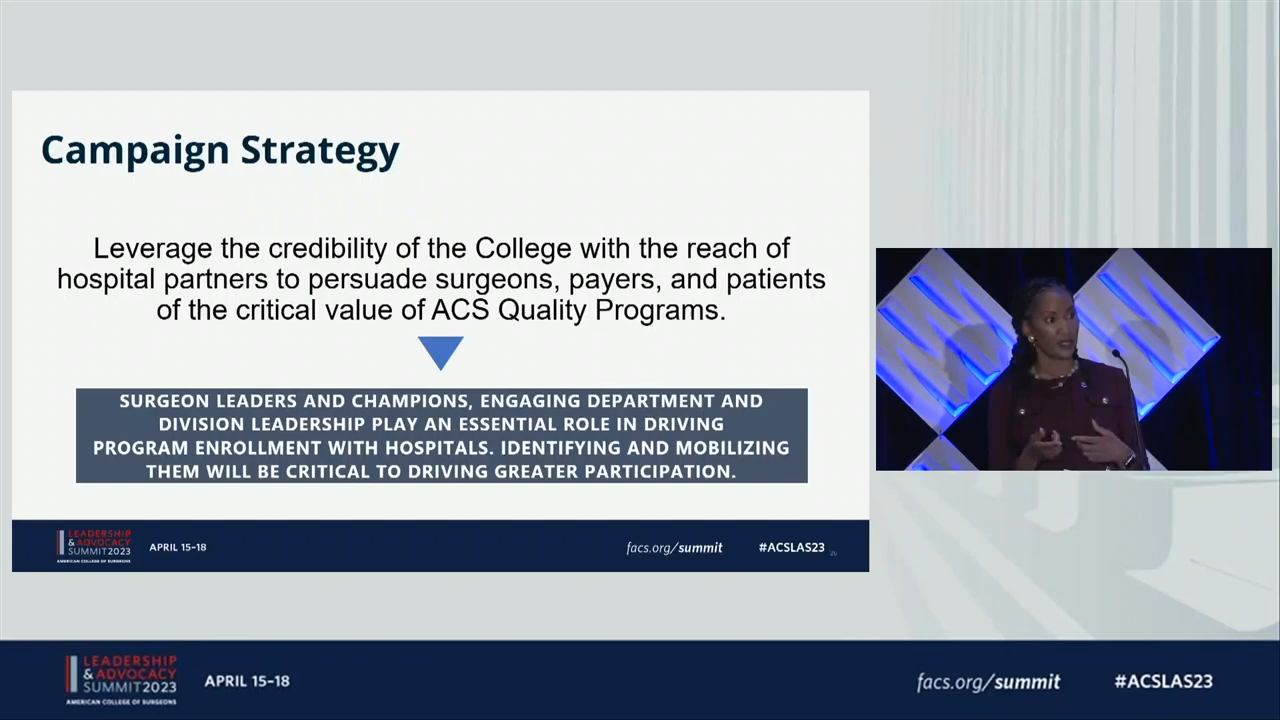 Campaign Strategy
Leverage the credibility of the College with the reach of
hospital partners to persuade surgeons, payers, and patients
of the critical value of ACS Quality Programs.
SURGEON LEADERS AND CHAMPIONS, ENGAGING DEPARTMENT AND
DIVISION LEADERSHIP PLAY AN ESSENTIAL ROLE IN DRIVING
PROGRAM ENROLLMENT WITH HOSPITALS. IDENTIFYING AND MOBILIZING
THEM WILL BE CRITICAL TO DRIVING GREATER PARTICIPATION.
LEADERSHIP
& ADVOCACY
SUMMIT2023
AMERICAN COLLEGE OF SURGEONS
APRIL 15-18
facs.org/summit
#ACSLAS23
LEADERSHIP
& ADVOCACY
SUMMIT2023
AMERICAN COLLEGE OF SURGEONS
APRIL 15-18
facs.org/summit
#ACSLAS23